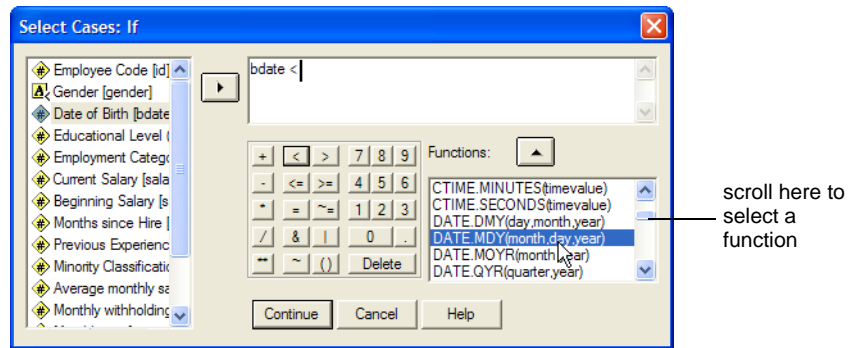 Select Cases: If
Employee Code [id]
Gender [gender]
Date of Birth [bdate
Educational Level (
Employment Catego
Current Salary [sala
Beginning Salary [s
Months since Hire [
Previous Experienc
Minority Classificatic
Average monthly sa
Monthly withholding
bdate <
+ < > 7 8 9
- <= >= 4 5 6
* = ~= 1 2 3
/ & | 0 .
** ~ () Delete
Functions:
CTIME.MINUTES(timevalue)
CTIME.SECONDS(timevalue)
DATE.DMY(day,month,year)
DATE.MDY(month,day,year)
DATE.MOYR(month,year)
DATE.QYR(quarter,year)
Continue Cancel Help
scroll here to
select a
function